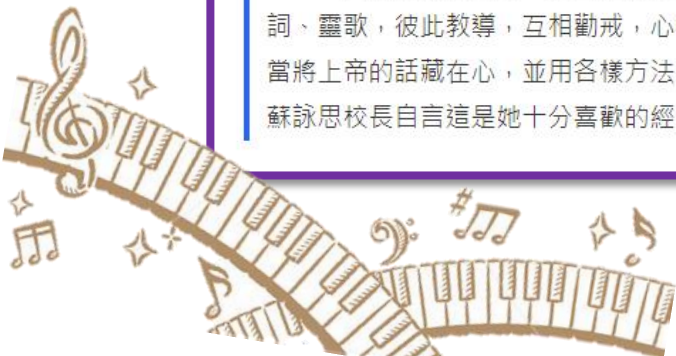 詞、靈歌，彼此教導，互相勸戒，心
當將上帝的話藏在心，並用各樣方法
蘇詠思校長自言這是她十分喜歡的經